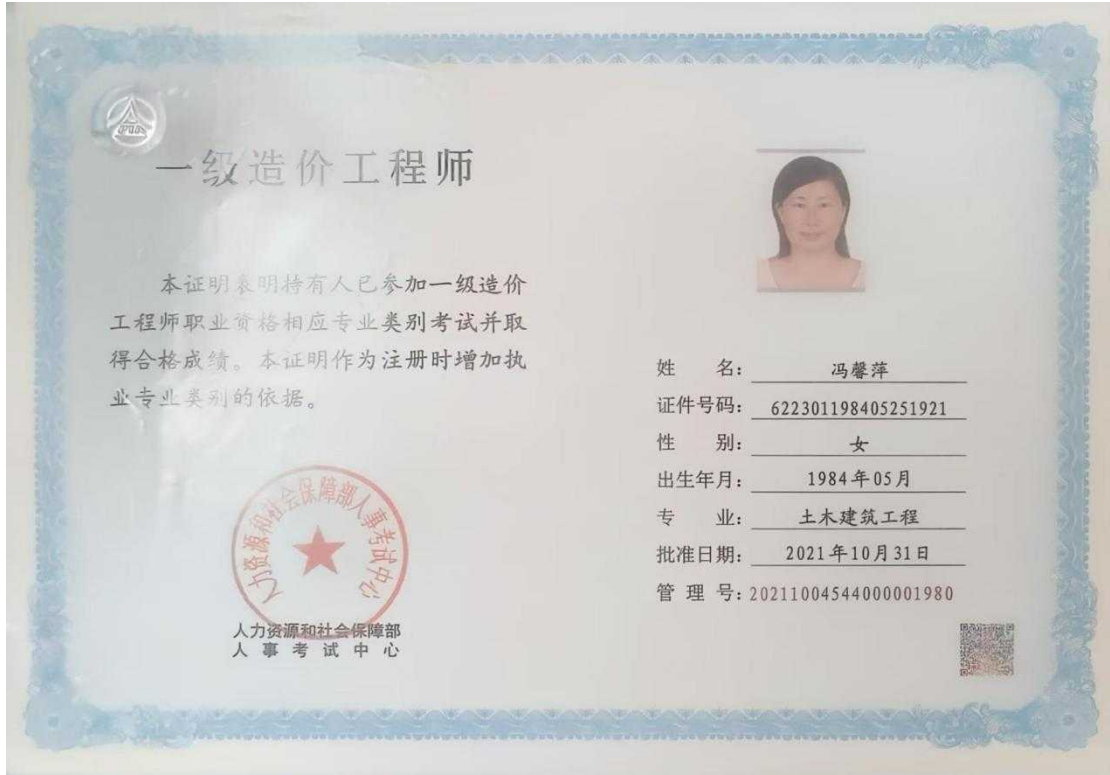 一级造价工程师
本证明表明持有人已参加一级造价
工程师职业资格相应专业类别考试并取
得合格成绩。本证明作为注册时增加执
业专业类别的依据。
人力资源和社会保障部人事考试中心
人力资源和社会保障部
人事考试中心
姓 名: 冯馨萍
证件号码: 622301198405251921
性 别: 女
出生年月: 1984年05月
专 业: 土木建筑工程
批准日期: 2021年10月31日
管 理 号: 20211004544000001980